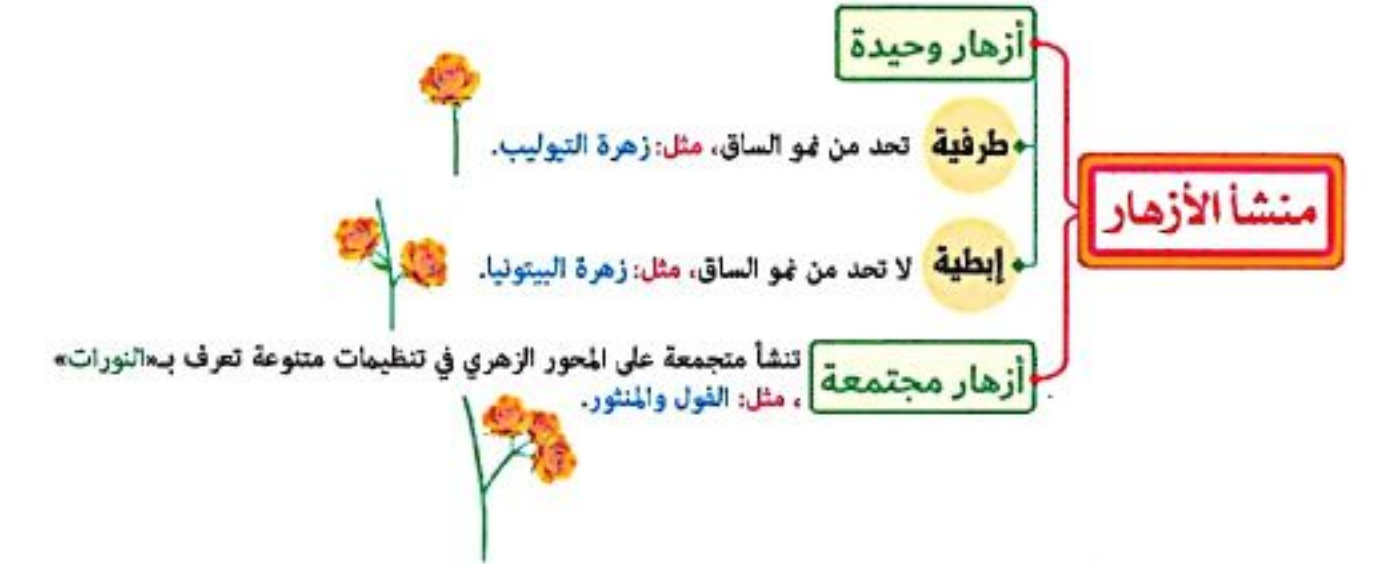 منشأ الأزهار
أزهار وحيدة
طرفية
تحد من نمو الساق، مثل: زهرة التيوليب.
إبطية
لا تحد من نمو الساق، مثل: زهرة البيتونيا.
أزهار مجتمعة
تنشأ متجمعة على المحور الزهري في تنظيمات متنوعة تعرف بـ«النورات»
، مثل: الفول والمنثور.